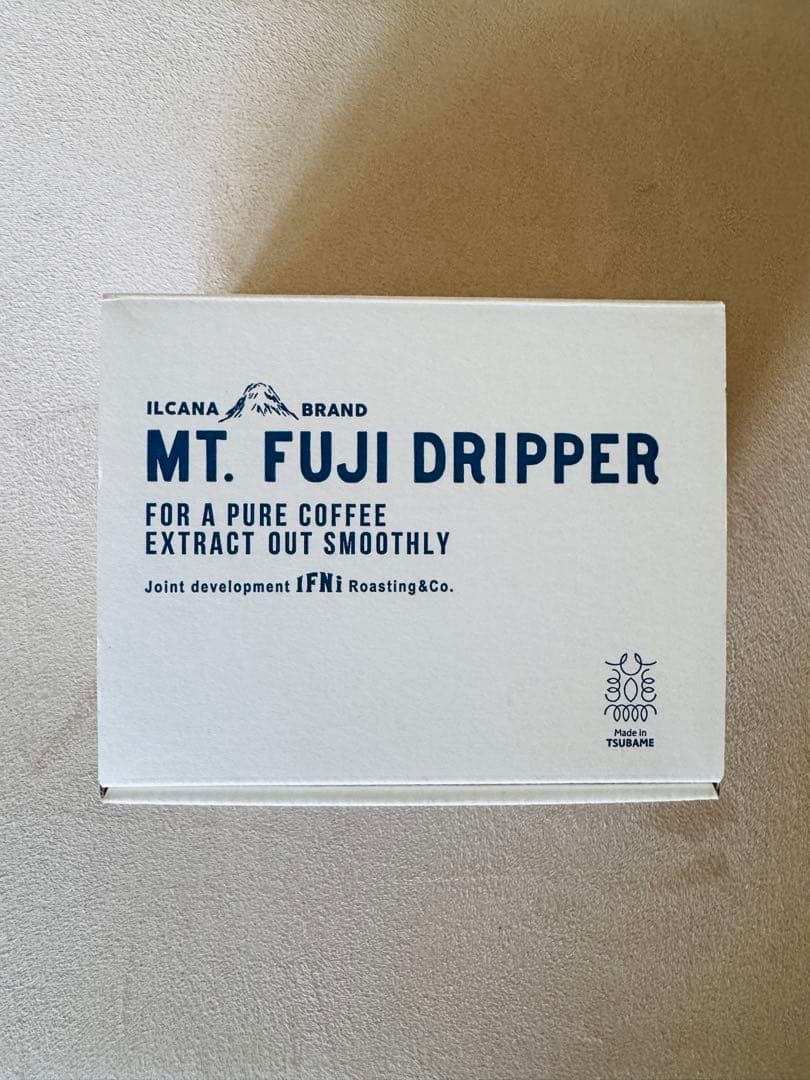 ILCANA BRAND
MT. FUJI DRIPPER
FOR A PURE COFFEE
EXTRACT OUT SMOOTHLY
Joint development IFNi Roasting&Co.
Made in
TSUBAME